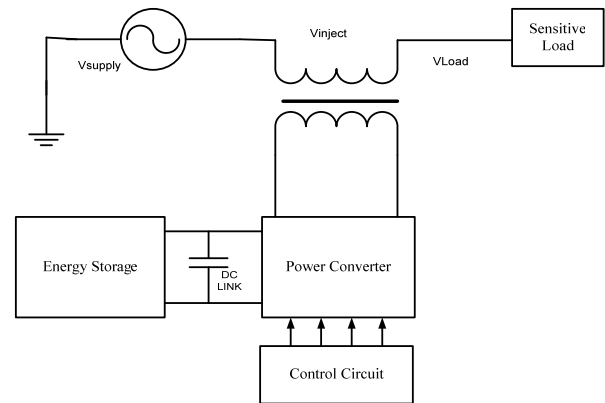 Vsupply
Vinject
VLoad
Sensitive
Load
Energy Storage
DC
LINK
Power Converter
Control Circuit